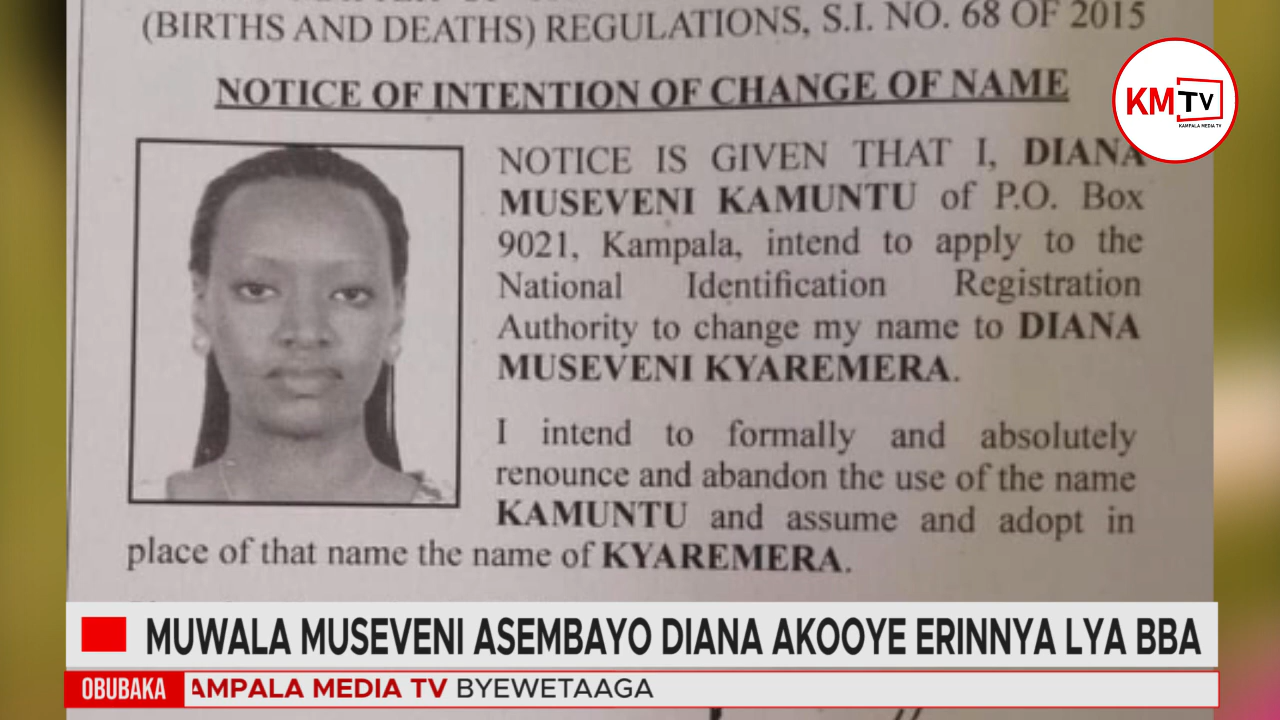 (BIRTHS AND DEATHS) REGULATIONS, S.I. NO. 68 OF 2015
NOTICE OF INTENTION OF CHANGE OF NAME
KMTV
KAMPALA MEDIA TV
NOTICE IS GIVEN THAT I, DIANA
MUSEVENI KAMUNTU of P.O. Box
9021, Kampala, intend to apply to the
National Identification Registration
Authority to change my name to DIANA
MUSEVENI KYAREMERA.
I intend to formally and absolutely
renounce and abandon the use of the name
KAMUNTU and assume and adopt in
place of that name the name of KYAREMERA.
MUWALA MUSEVENI ASEMBAYO DIANA AKOOYE ERINNYA LYA BBA
OBUBAKA
AMPALA MEDIA TV BYEWETAAGA